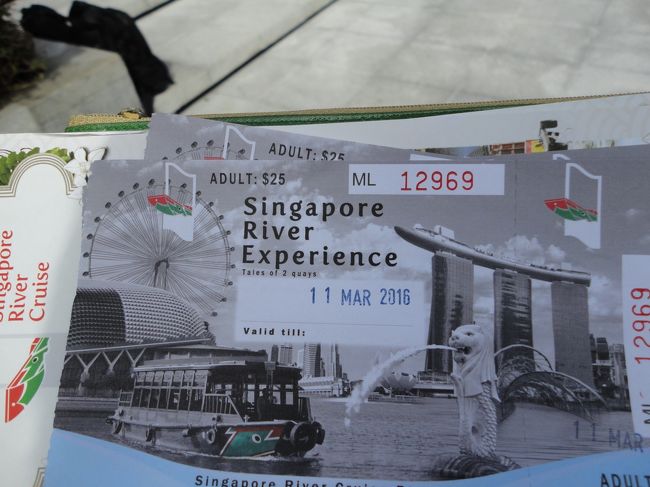 ADULT: $25
ADULT: $25
ML 12969
Singapore
River
Experience
Tales of 2 quays
11 MAR 2016
Valid till:
Singapore River Cruise
11 MAR
ADULT
12969
ML
Singapore
River
Cruise